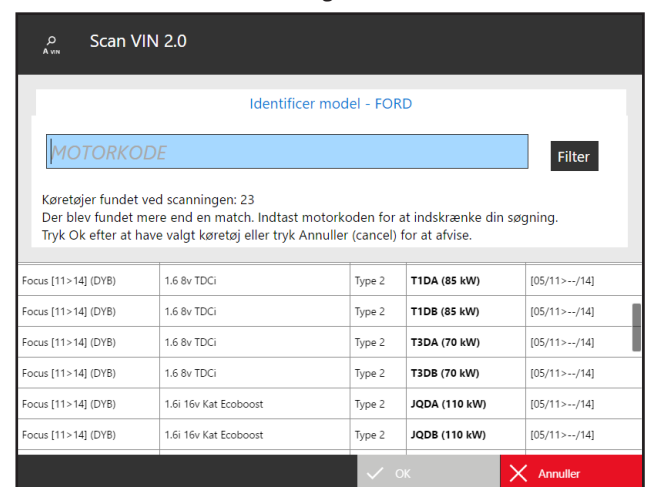 A VIN
Scan VIN 2.0
Identificer model - FORD
MOTORKODE
Filter
Køretøjer fundet ved scanningen: 23
Der blev fundet mere end en match. Indtast motorkoden for at indskrænke din søgning.
Tryk Ok efter at have valgt køretøj eller tryk Annuller (cancel) for at afvise.
Focus [11>14] (DYB) 1.6 8v TDCi Type 2 T1DA (85 kW) [05/11>--/14]
Focus [11>14] (DYB) 1.6 8v TDCi Type 2 T1DB (85 kW) [05/11>--/14]
Focus [11>14] (DYB) 1.6 8v TDCi Type 2 T3DA (70 kW) [05/11>--/14]
Focus [11>14] (DYB) 1.6 8v TDCi Type 2 T3DB (70 kW) [05/11>--/14]
Focus [11>14] (DYB) 1.6i 16v Kat Ecoboost Type 2 JQDA (110 kW) [05/11>--/14]
Focus [11>14] (DYB) 1.6i 16v Kat Ecoboost Type 2 JQDB (110 kW) [05/11>--/14]
OK Annuller